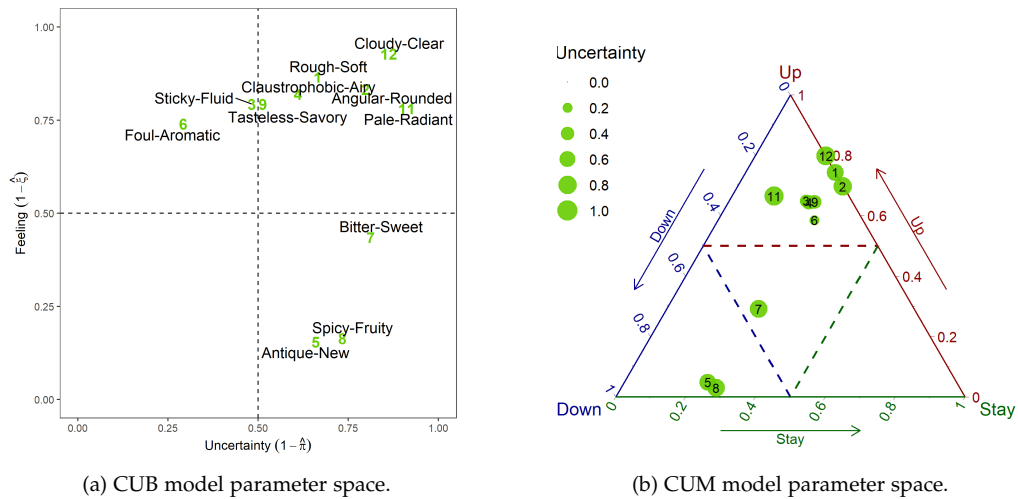 1.00
0.75
0.50
0.25
0.00
Feeling (1 − ξ̂)
Cloudy-Clear
12
Rough-Soft
1
Claustrophobic-Airy
2
4
Sticky-Fluid
3 9
Angular-Rounded
11
Tasteless-Savory
Pale-Radiant
6
Foul-Aromatic
Bitter-Sweet
7
Spicy-Fruity
5 8
Antique-New
0.00 0.25 0.50 0.75 1.00
Uncertainty (1 − π̂)
(a) CUB model parameter space.
Uncertainty
0.0
0.2
0.4
0.6
0.8
1.0
Up
0 1
0.2 0.8
0.4 0.6
0.6 0.4
0.8 0.2
1 0
Down
Up
12
1
2
11
3 4 9
6
7
5 8
Down Stay
0 0.2 0.4 0.6 0.8 1
Stay
(b) CUM model parameter space.